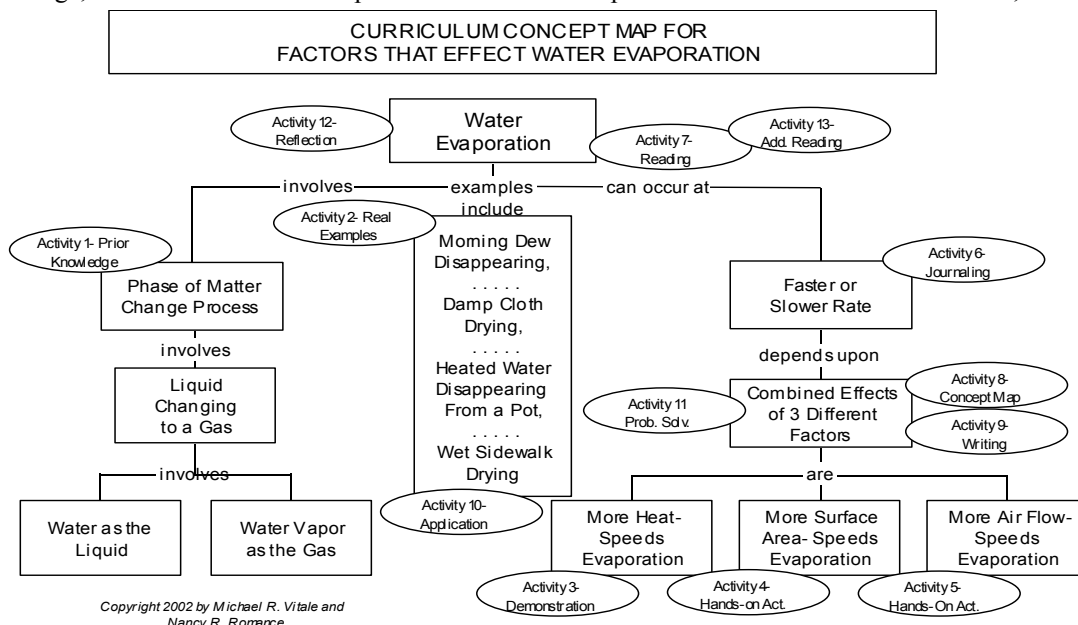 CURRICULUM CONCEPT MAP FOR
FACTORS THAT EFFECT WATER EVAPORATION
Activity 12-
Reflection
Water
Evaporation
Activity 7-
Reading
Activity 13-
Add. Reading
involves
examples
include
can occur at
Activity 1- Prior
Knowledge
Phase of Matter
Change Process
involves
Liquid
Changing
to a Gas
involves
Water as the
Liquid
Water Vapor
as the Gas
Activity 2- Real
Examples
Morning Dew
Disappearing,
. . . . .
Damp Cloth
Drying,
. . . . .
Heated Water
Disappearing
From a Pot,
. . . . .
Wet Sidewalk
Drying
Activity 10-
Application
Activity 6-
Journaling
Faster or
Slower Rate
depends upon
Activity 11
Prob. Solv.
Combined Effects
of 3 Different
Factors
Activity 8-
Concept Map
Activity 9-
Writing
are
More Heat-
Speeds
Evaporation
More Surface
Area- Speeds
Evaporation
More Air Flow-
Speeds
Evaporation
Activity 3-
Demonstration
Activity 4-
Hands-on Act.
Activity 5-
Hands-On Act.
Copyright 2002 by Michael R. Vitale and
Nancy R. Romance